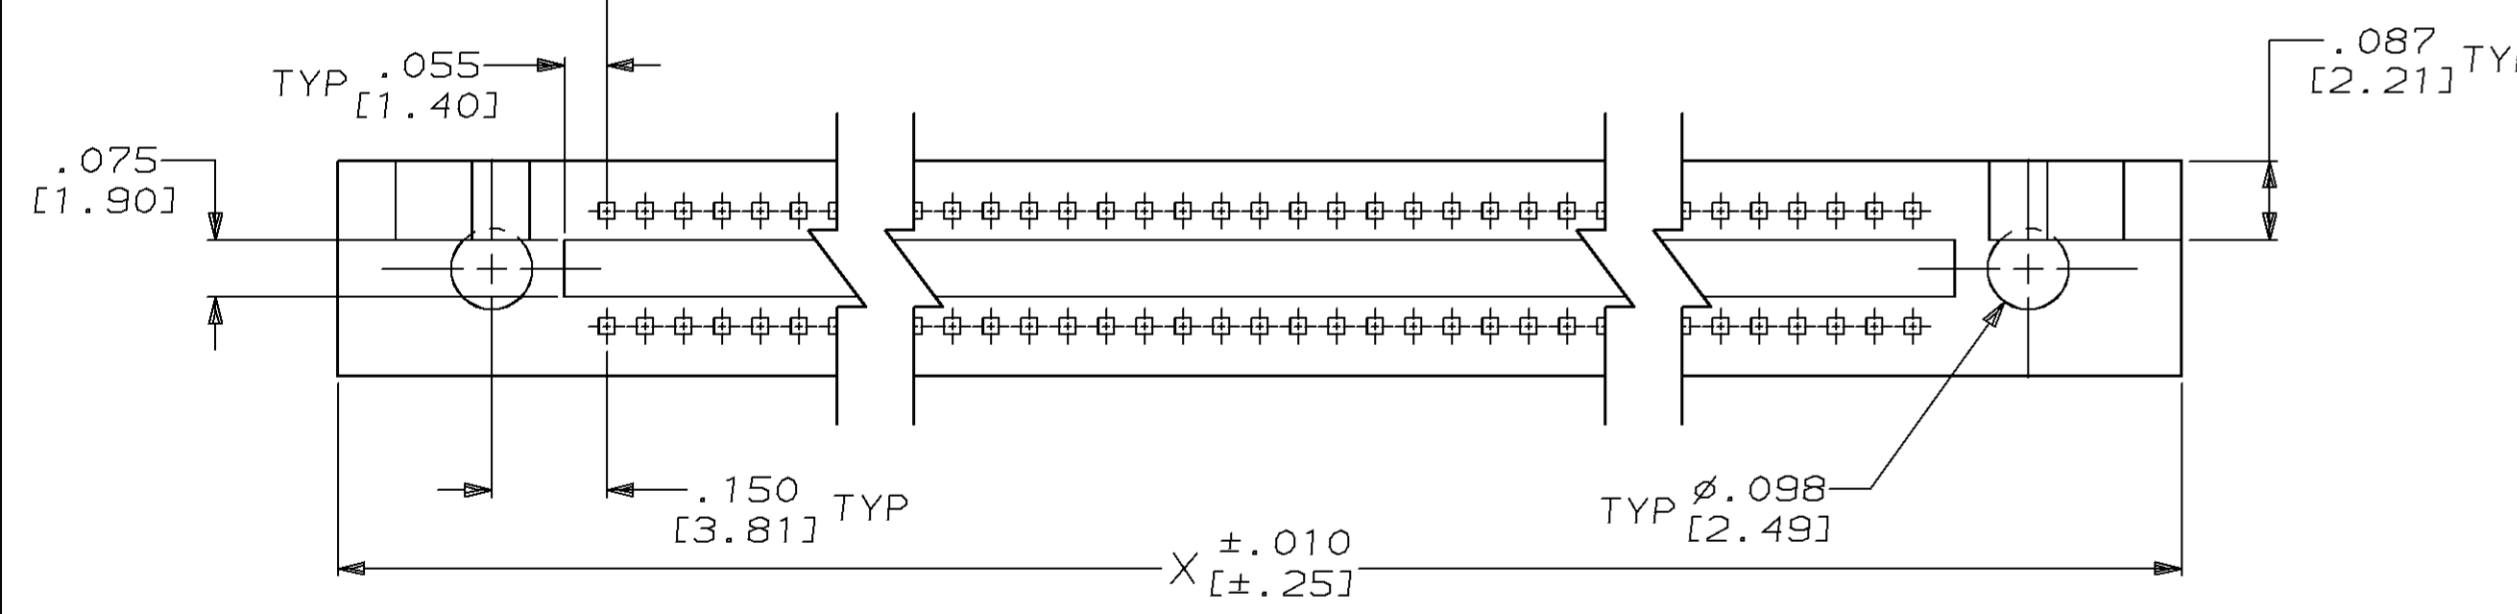 TYP .055
[1.40]
.087 TY
[2.21]
.075
[1.90]
.150 TYP
[3.81]
TYP ⌀.098
[2.49]
X ±.010
[±.25]